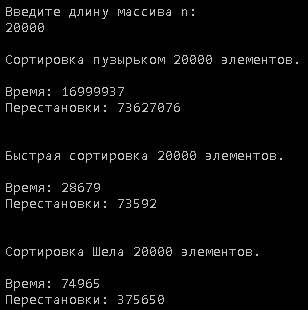 Введите длину массива n:
20000
Сортировка пузырьком 20000 элементов.
Время: 16999937
Перестановки: 73627076
Быстрая сортировка 20000 элементов.
Время: 28679
Перестановки: 73592
Сортировка Шела 20000 элементов.
Время: 74965
Перестановки: 375650